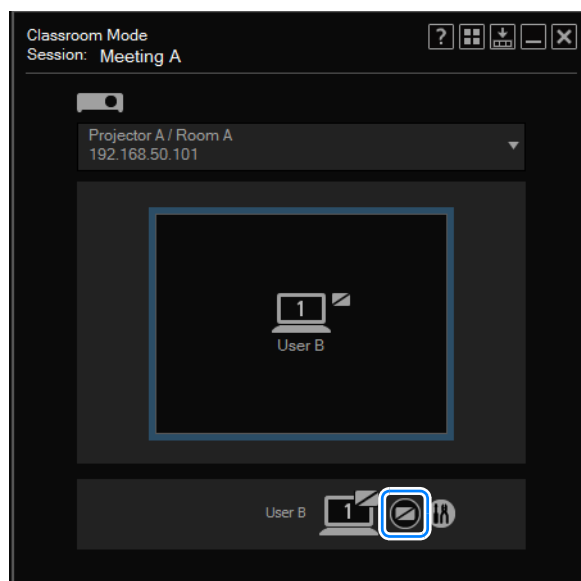 Classroom Mode
Session: Meeting A
?
Projector A / Room A
192.168.50.101
1
User B
User B
1